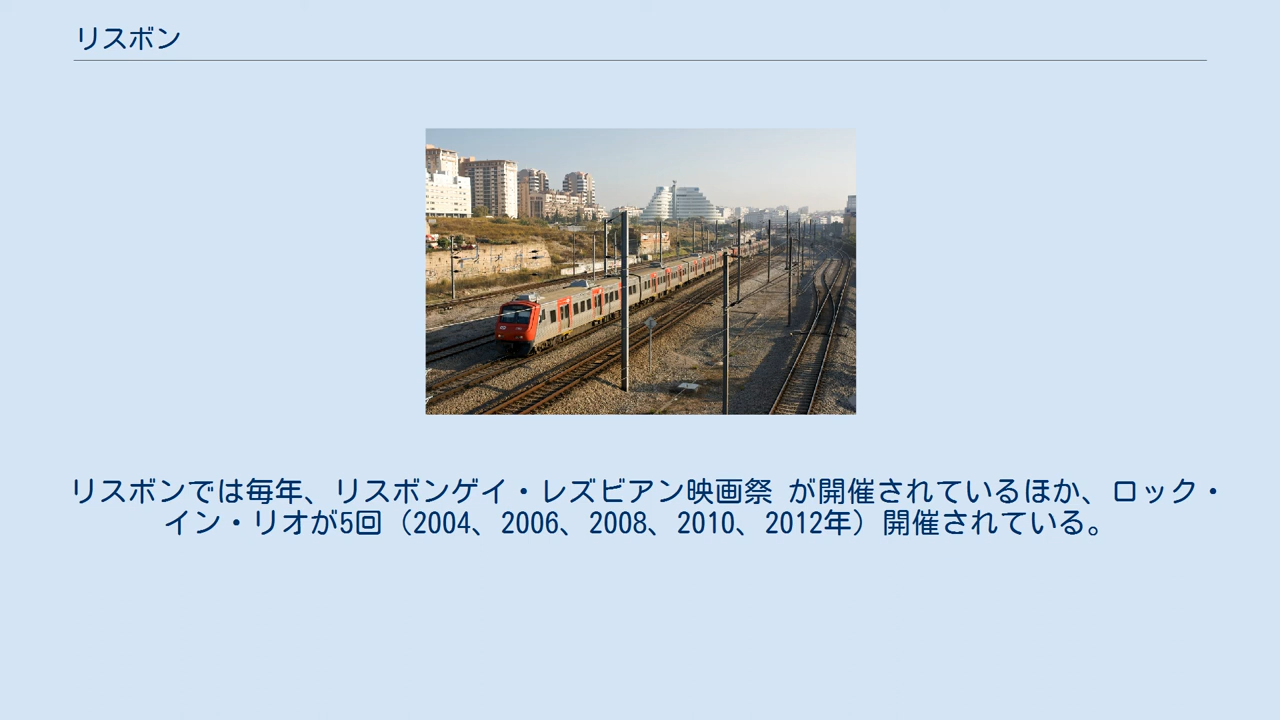 リスボン
リスボンでは毎年、リスボンゲイ・レズビアン映画祭 が開催されているほか、ロック・
イン・リオが5回（2004、2006、2008、2010、2012年）開催されている。